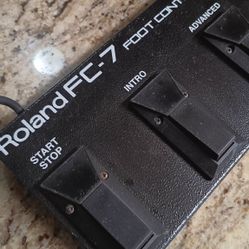 Roland FC-7 FOOT CONT
START
STOP
INTRO
ADVANCED